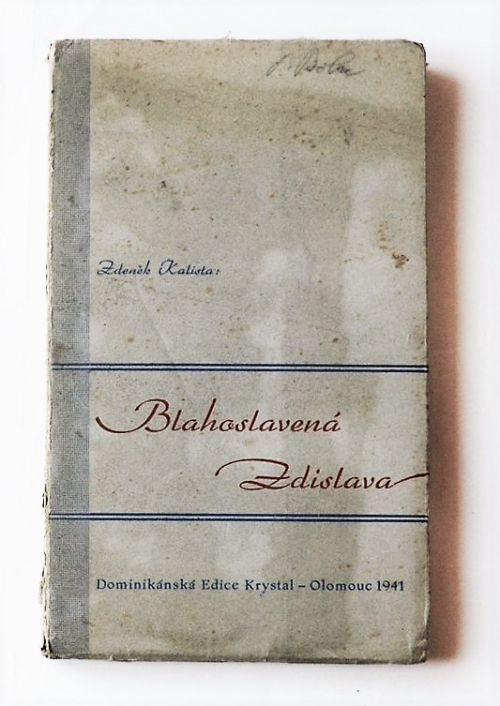 Zdeněk Kalista:
Blahoslavená
Zdislava
Dominikánská Edice Krystal – Olomouc 1941